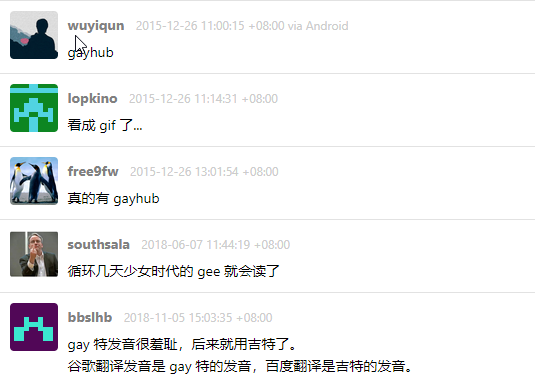 wuyiqun 2015-12-26 11:00:15 +08:00 via Android
gayhub
lopkino 2015-12-26 11:14:31 +08:00
看成 gif 了...
free9fw 2015-12-26 13:01:54 +08:00
真的有 gayhub
southsala 2018-06-07 11:44:19 +08:00
循环几天少女时代的 gee 就会读了
bbslhb 2018-11-05 15:03:35 +08:00
gay 特发音很羞耻，后来就用吉特了。
谷歌翻译发音是 gay 特的发音，百度翻译是吉特的发音。